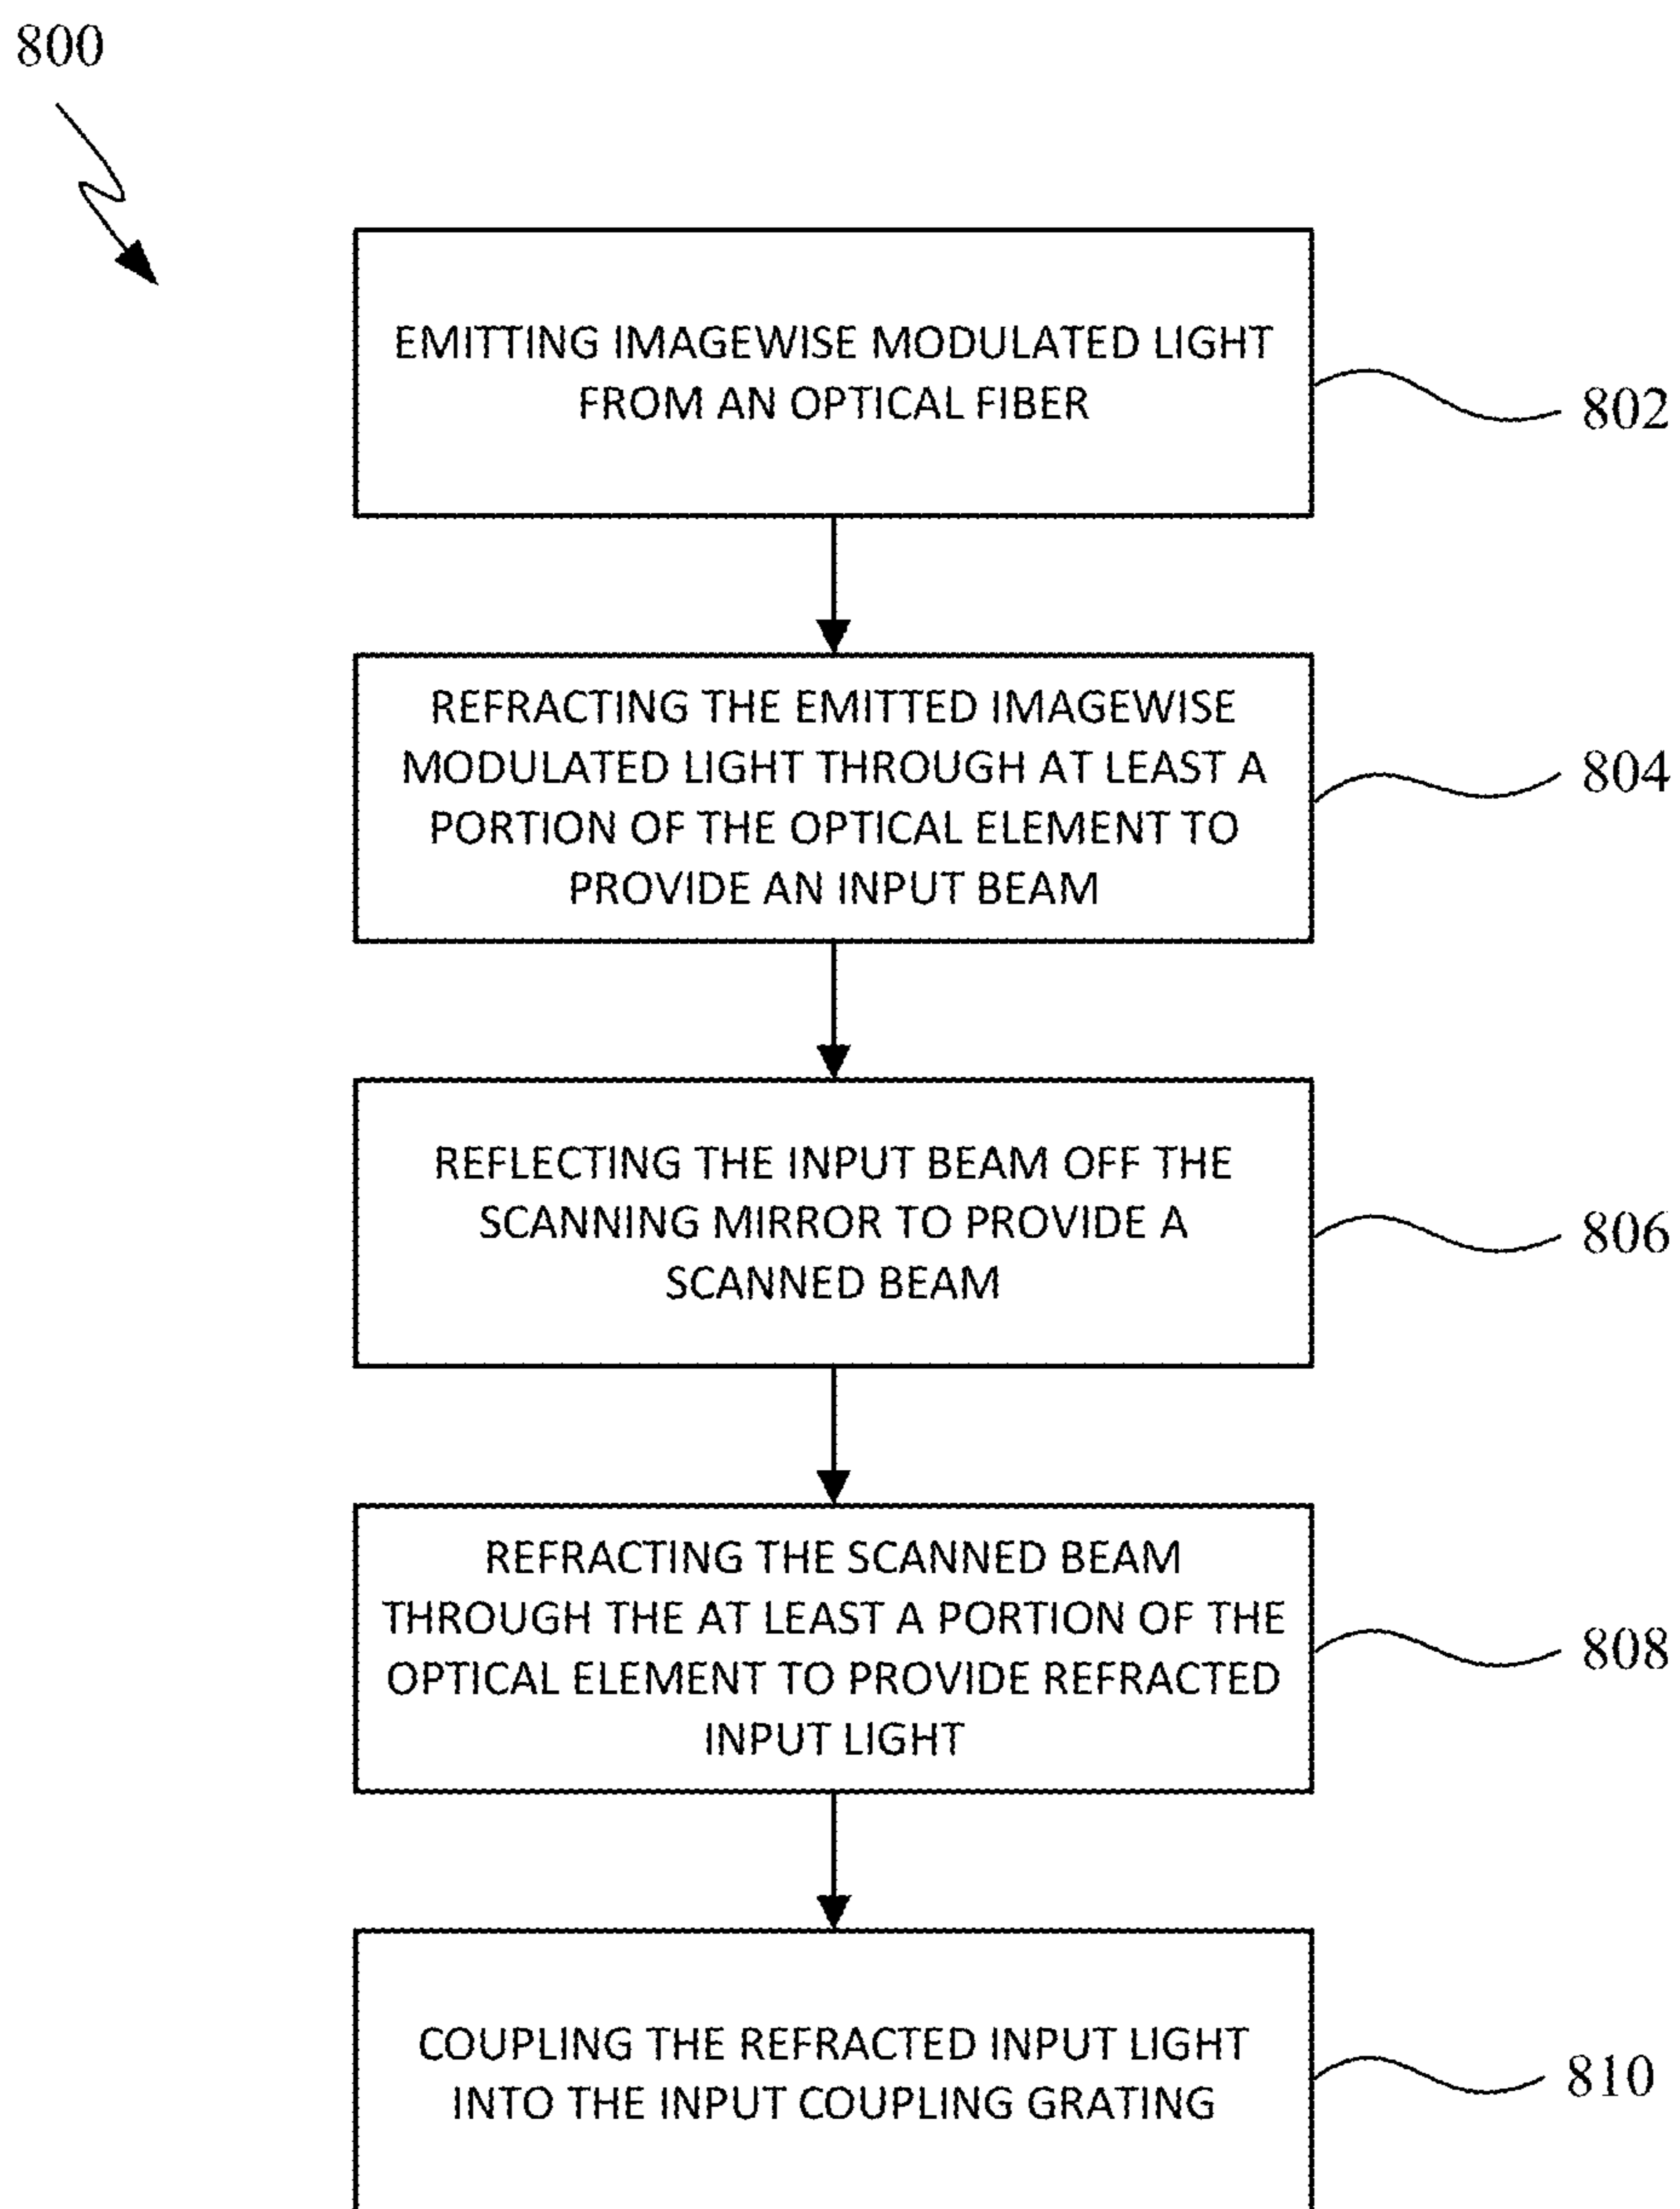 800
EMITTING IMAGEWISE MODULATED LIGHT
FROM AN OPTICAL FIBER
802
REFRACTING THE EMITTED IMAGEWISE
MODULATED LIGHT THROUGH AT LEAST A
PORTION OF THE OPTICAL ELEMENT TO
PROVIDE AN INPUT BEAM
804
REFLECTING THE INPUT BEAM OFF THE
SCANNING MIRROR TO PROVIDE A
SCANNED BEAM
806
REFRACTING THE SCANNED BEAM
THROUGH THE AT LEAST A PORTION OF THE
OPTICAL ELEMENT TO PROVIDE REFRACTED
INPUT LIGHT
808
COUPLING THE REFRACTED INPUT LIGHT
INTO THE INPUT COUPLING GRATING
810